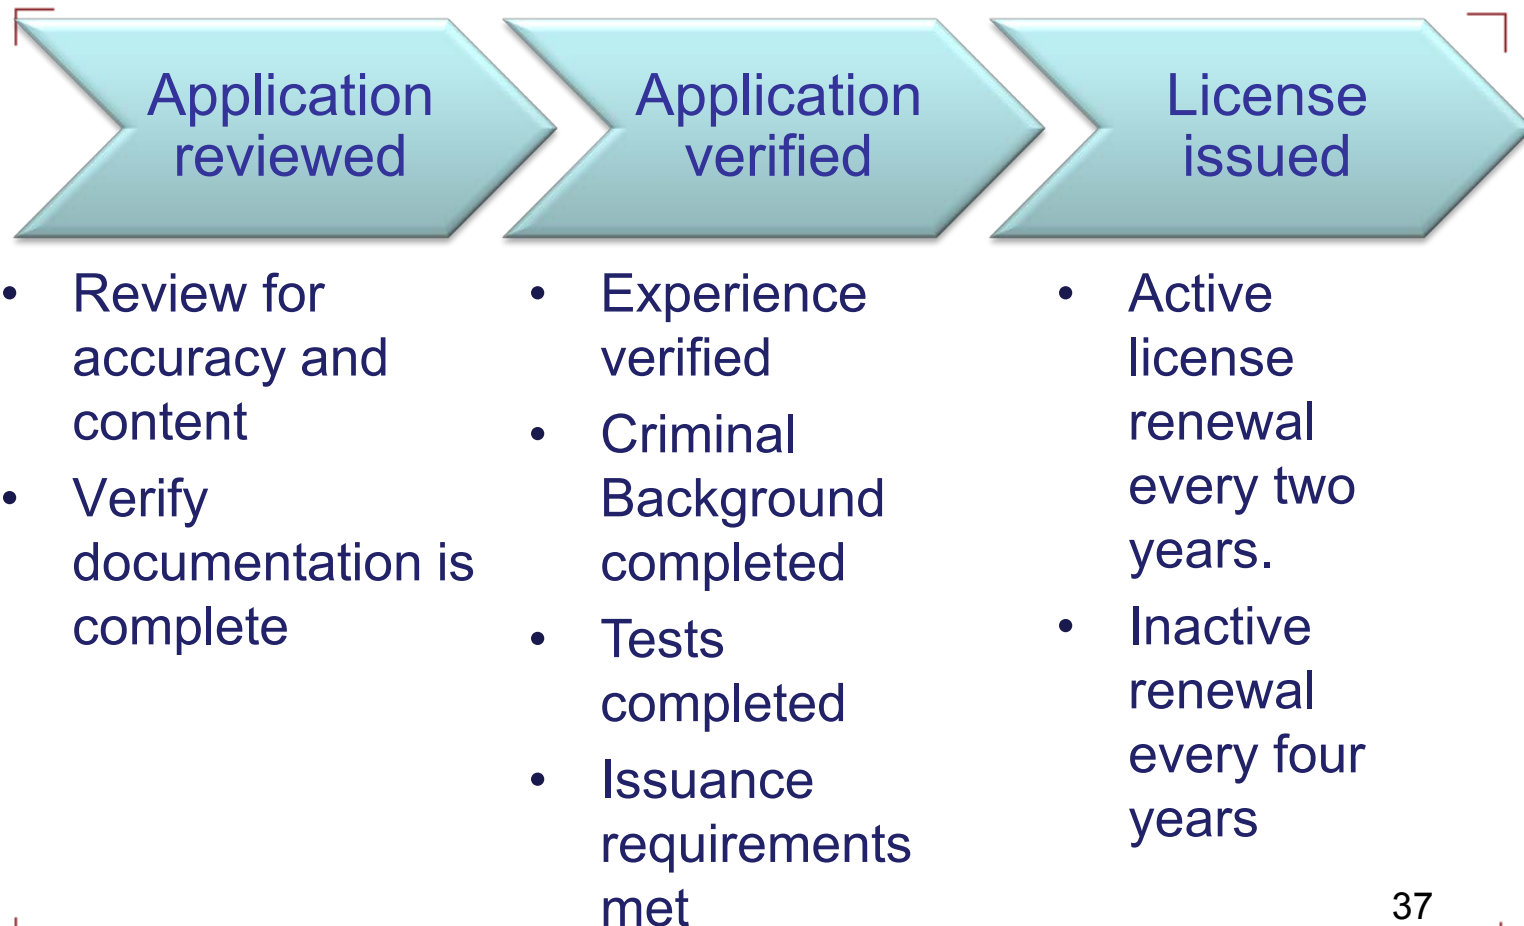 Application
reviewed
Application
verified
License
issued
• Review for
accuracy and
content
• Verify
documentation is
complete
• Experience
verified
• Criminal
Background
completed
• Tests
completed
• Issuance
requirements
met
• Active
license
renewal
every two
years.
• Inactive
renewal
every four
years
37